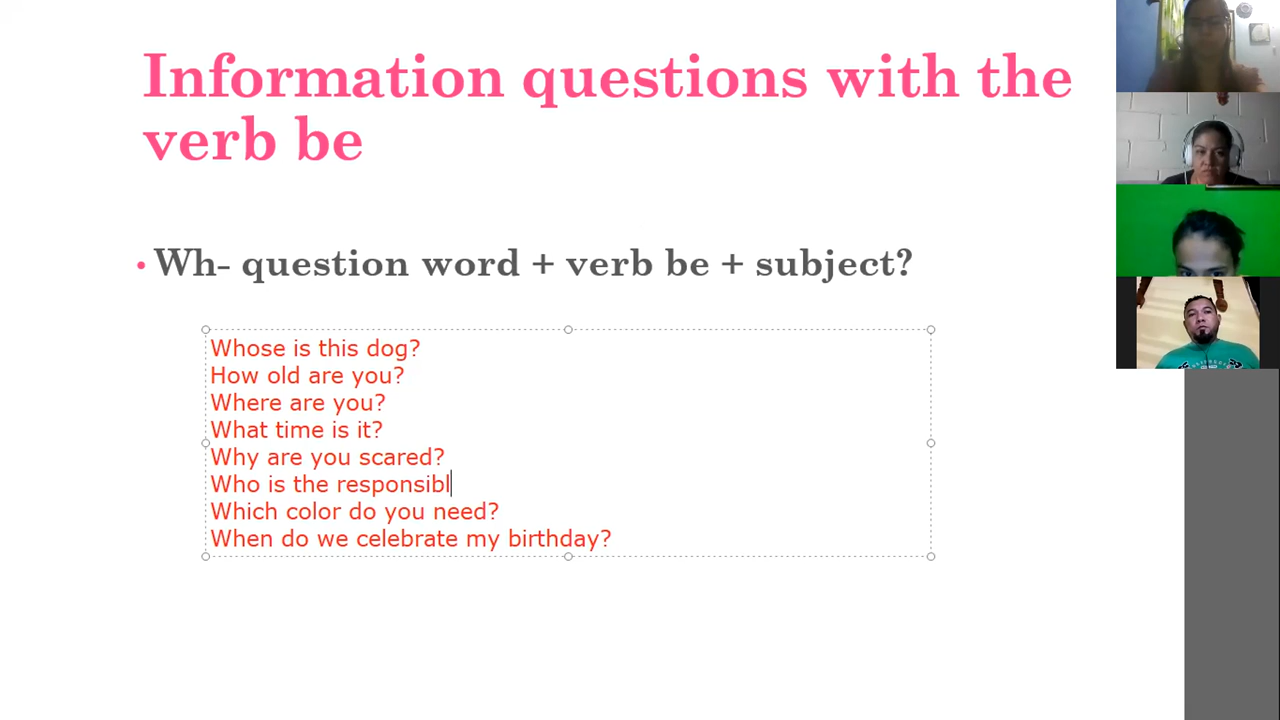 Information questions with the
verb be
• Wh- question word + verb be + subject?
Whose is this dog?
How old are you?
Where are you?
What time is it?
Why are you scared?
Who is the responsibl
Which color do you need?
When do we celebrate my birthday?